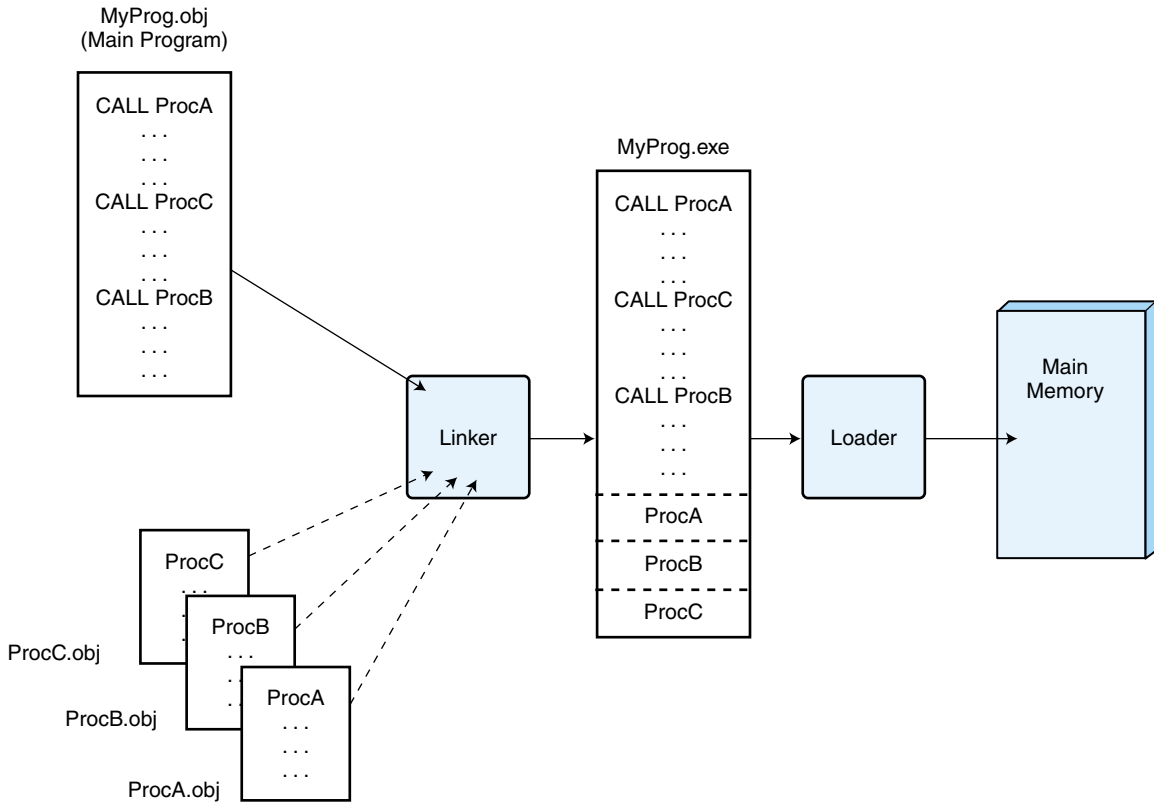 MyProg.obj
(Main Program)
CALL ProcA
. . .
. . .
. . .
CALL ProcC
. . .
. . .
. . .
CALL ProcB
. . .
. . .
. . .
Linker
ProcC
. . .
.
.
ProcC.obj
ProcB
. . .
. .
. .
ProcB.obj
ProcA
. . .
. . .
. . .
ProcA.obj
MyProg.exe
CALL ProcA
. . .
. . .
. . .
CALL ProcC
. . .
. . .
. . .
CALL ProcB
. . .
. . .
. . .
ProcA
ProcB
ProcC
Loader
Main
Memory